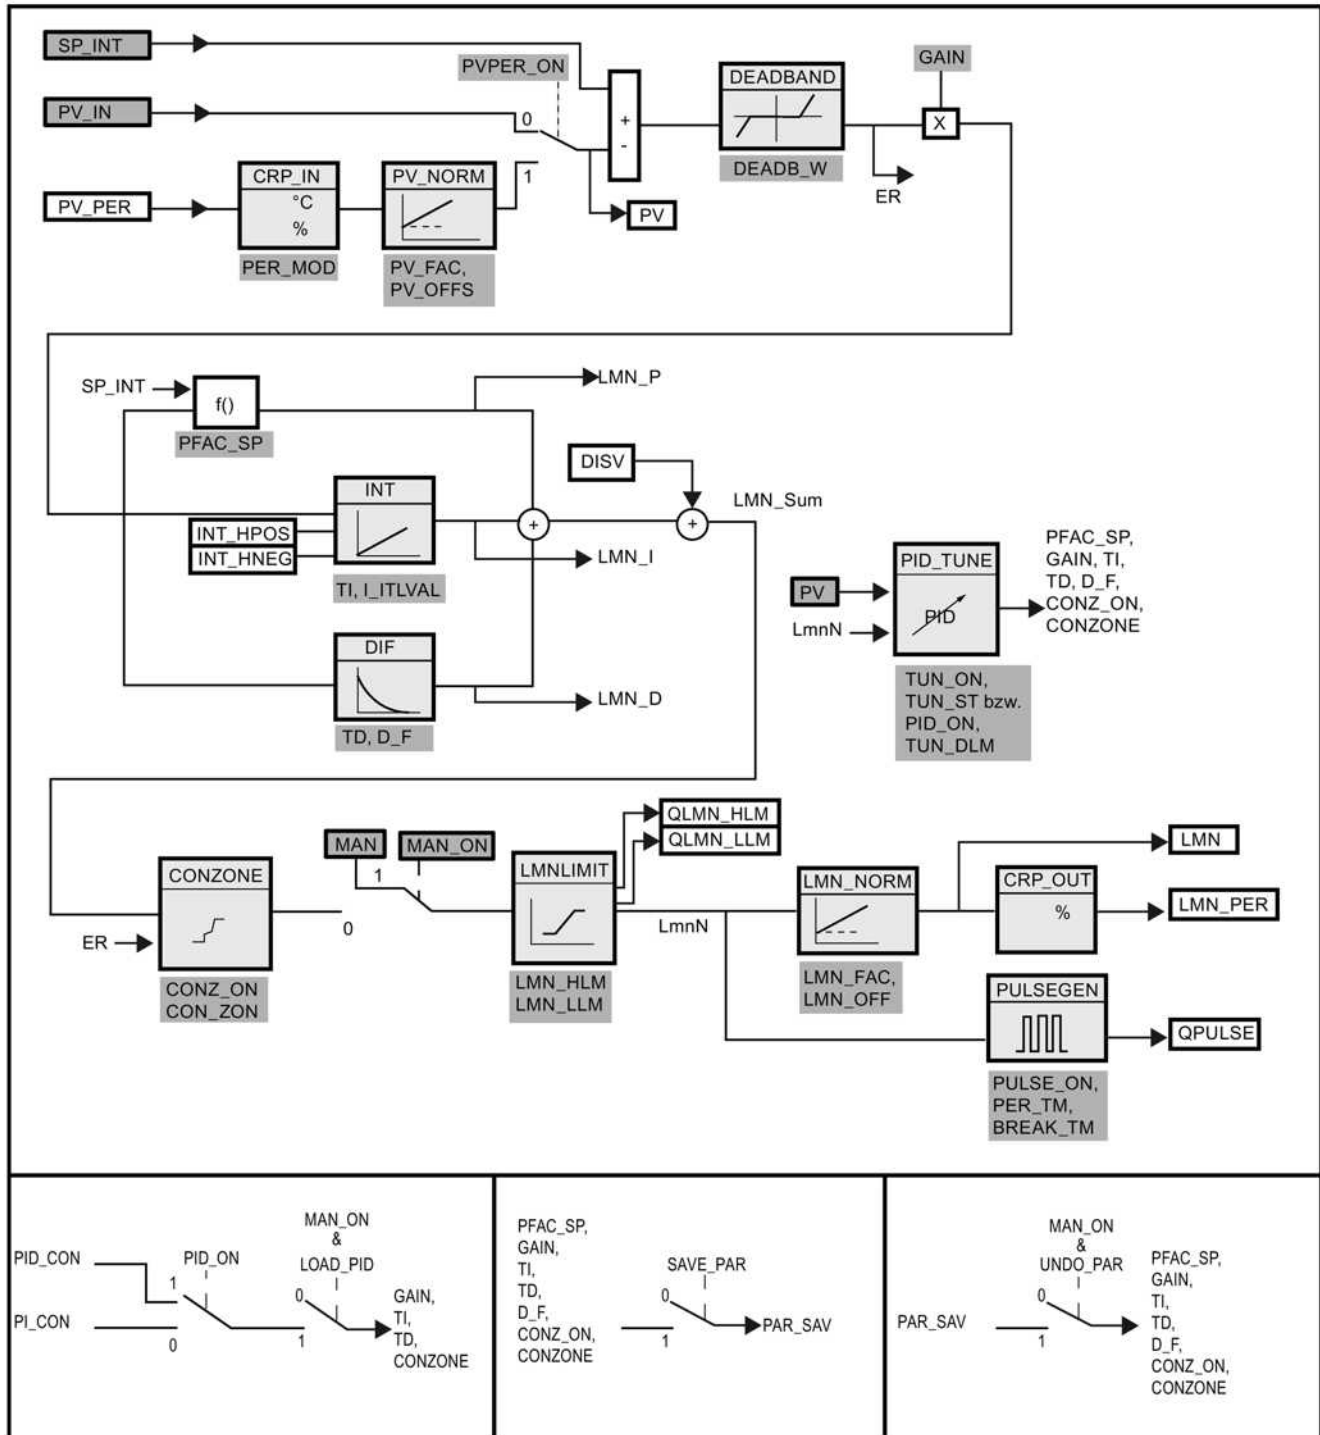 SP_INT
PVPER_ON
DEADBAND
GAIN
PV_IN
0
+
-
X
DEADB_W
ER
CRP_IN
°C
%
PV_NORM
1
PV_PER
PV
PER_MOD
PV_FAC,
PV_OFFS
SP_INT
f()
LMN_P
PFAC_SP
DISV
INT
LMN_Sum
INT_HPOS
INT_HNEG
+
+
LMN_I
TI, I_ITLVAL
PID_TUNE
PV
LmnN
PID
PFAC_SP,
GAIN, TI,
TD, D_F,
CONZ_ON,
CONZONE
DIF
LMN_D
TD, D_F
TUN_ON,
TUN_ST bzw.
PID_ON,
TUN_DLM
QLMN_HLM
QLMN_LLM
MAN
MAN_ON
LMN
CONZONE
1
0
LMNLIMIT
LmnN
LMN_NORM
CRP_OUT
%
LMN_PER
ER
CONZ_ON
CON_ZON
LMN_HLM
LMN_LLM
LMN_FAC,
LMN_OFF
PULSEGEN
QPULSE
PULSE_ON,
PER_TM,
BREAK_TM
MAN_ON
&
LOAD_PID
PID_CON
PID_ON
1
0
PI_CON
0
1
GAIN,
TI,
TD,
CONZONE
PFAC_SP,
GAIN,
TI,
TD,
D_F,
CONZ_ON,
CONZONE
SAVE_PAR
0
1
PAR_SAV
MAN_ON
&
UNDO_PAR
0
PAR_SAV
1
PFAC_SP,
GAIN,
TI,
TD,
D_F,
CONZ_ON,
CONZONE